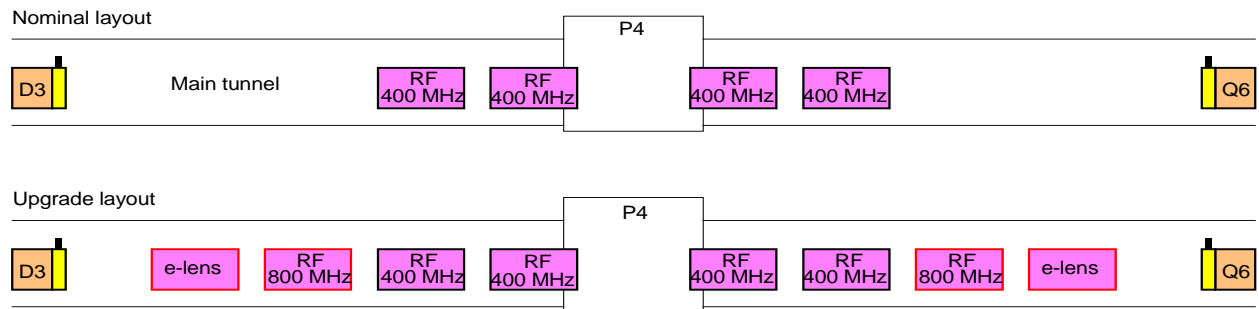 Nominal layout
P4
D3
Main tunnel
RF
400 MHz
RF
400 MHz
RF
400 MHz
RF
400 MHz
Q6
Upgrade layout
P4
D3
e-lens
RF
800 MHz
RF
400 MHz
RF
400 MHz
RF
400 MHz
RF
400 MHz
RF
800 MHz
e-lens
Q6